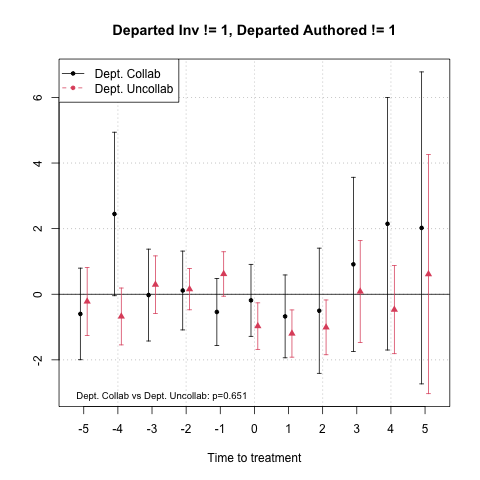 Departed Inv != 1, Departed Authored != 1
Dept. Collab
Dept. Uncollab
6
4
2
0
-2
Dept. Collab vs Dept. Uncollab: p=0.651
-5 -4 -3 -2 -1 0 1 2 3 4 5
Time to treatment